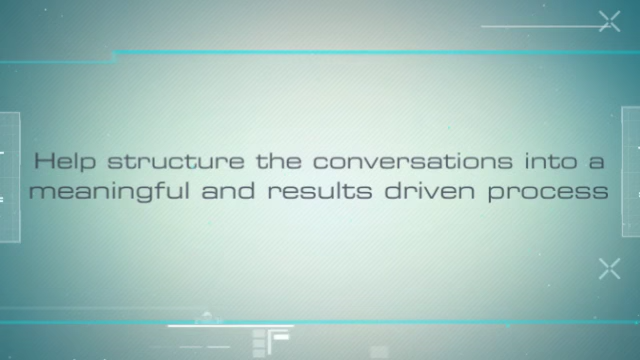 Help structure the conversations into a
meaningful and results driven process